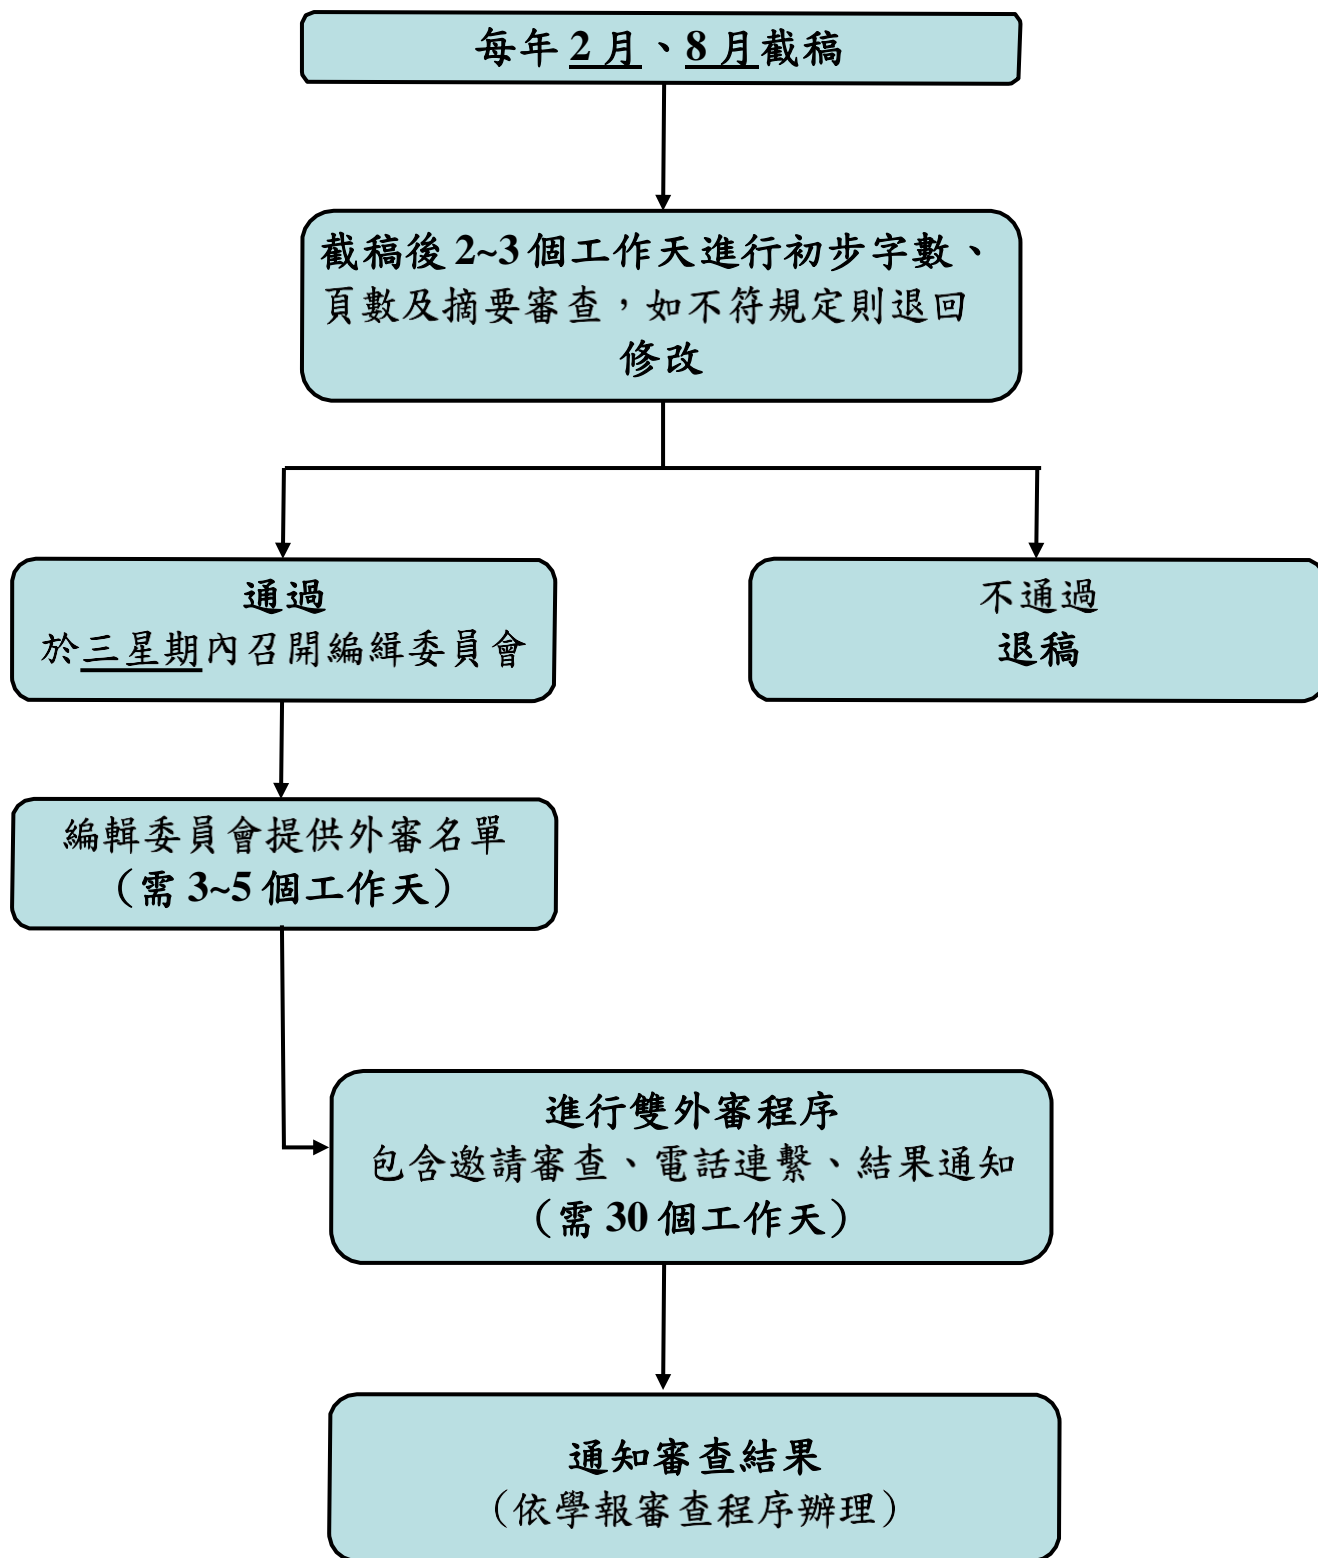 每年 2 月、8 月截稿
截稿後 2~3 個工作天進行初步字數、
頁數及摘要審查，如不符規定則退回
修改
通過
於三星期內召開編緝委員會
不通過
退稿
編輯委員會提供外審名單
（需 3~5 個工作天）
進行雙外審程序
包含邀請審查、電話連繫、結果通知
（需 30 個工作天）
通知審查結果
（依學報審查程序辦理）